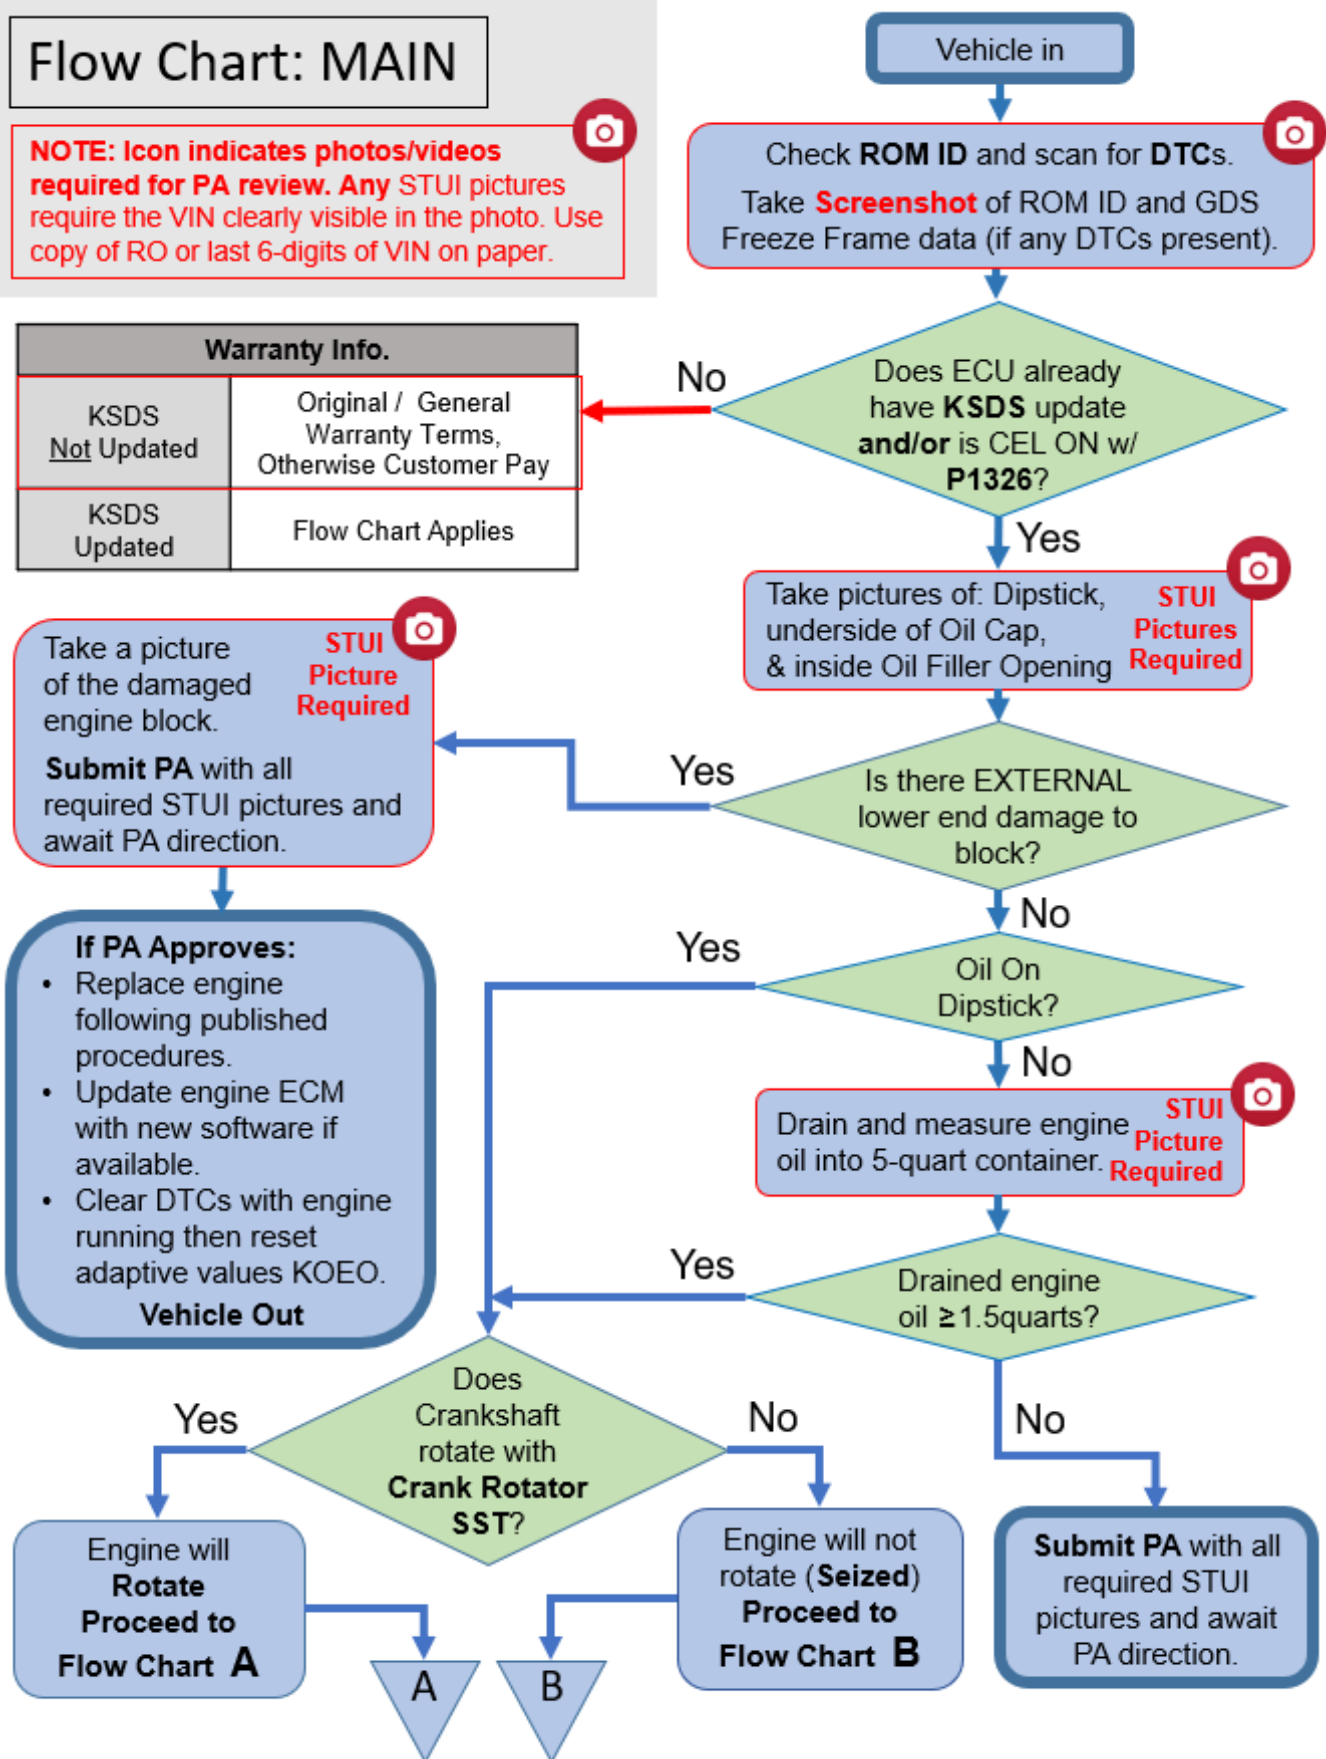 Flow Chart: MAIN
NOTE: Icon indicates photos/videos
required for PA review. Any STUI pictures
require the VIN clearly visible in the photo. Use
copy of RO or last 6-digits of VIN on paper.
Vehicle in
Check ROM ID and scan for DTCs.
Take Screenshot of ROM ID and GDS
Freeze Frame data (if any DTCs present).
Does ECU already
have KSDS update
and/or is CEL ON w/
P1326?
No
Warranty Info.
KSDS
Not Updated
Original / General
Warranty Terms,
Otherwise Customer Pay
KSDS
Updated
Flow Chart Applies
Yes
Take pictures of: Dipstick,
underside of Oil Cap,
& inside Oil Filler Opening
STUI
Pictures
Required
Is there EXTERNAL
lower end damage to
block?
Yes
Take a picture
of the damaged
engine block.
STUI
Picture
Required
Submit PA with all
required STUI pictures and
await PA direction.
If PA Approves:
• Replace engine
following published
procedures.
• Update engine ECM
with new software if
available.
• Clear DTCs with engine
running then reset
adaptive values KOEO.
Vehicle Out
No
Oil On
Dipstick?
Yes
No
Drain and measure engine
oil into 5-quart container.
STUI
Picture
Required
Drained engine
oil ≥1.5quarts?
Yes
No
Submit PA with all
required STUI
pictures and await
PA direction.
Does
Crankshaft
rotate with
Crank Rotator
SST?
Yes
Engine will
Rotate
Proceed to
Flow Chart A
A
No
Engine will not
rotate (Seized)
Proceed to
Flow Chart B
B